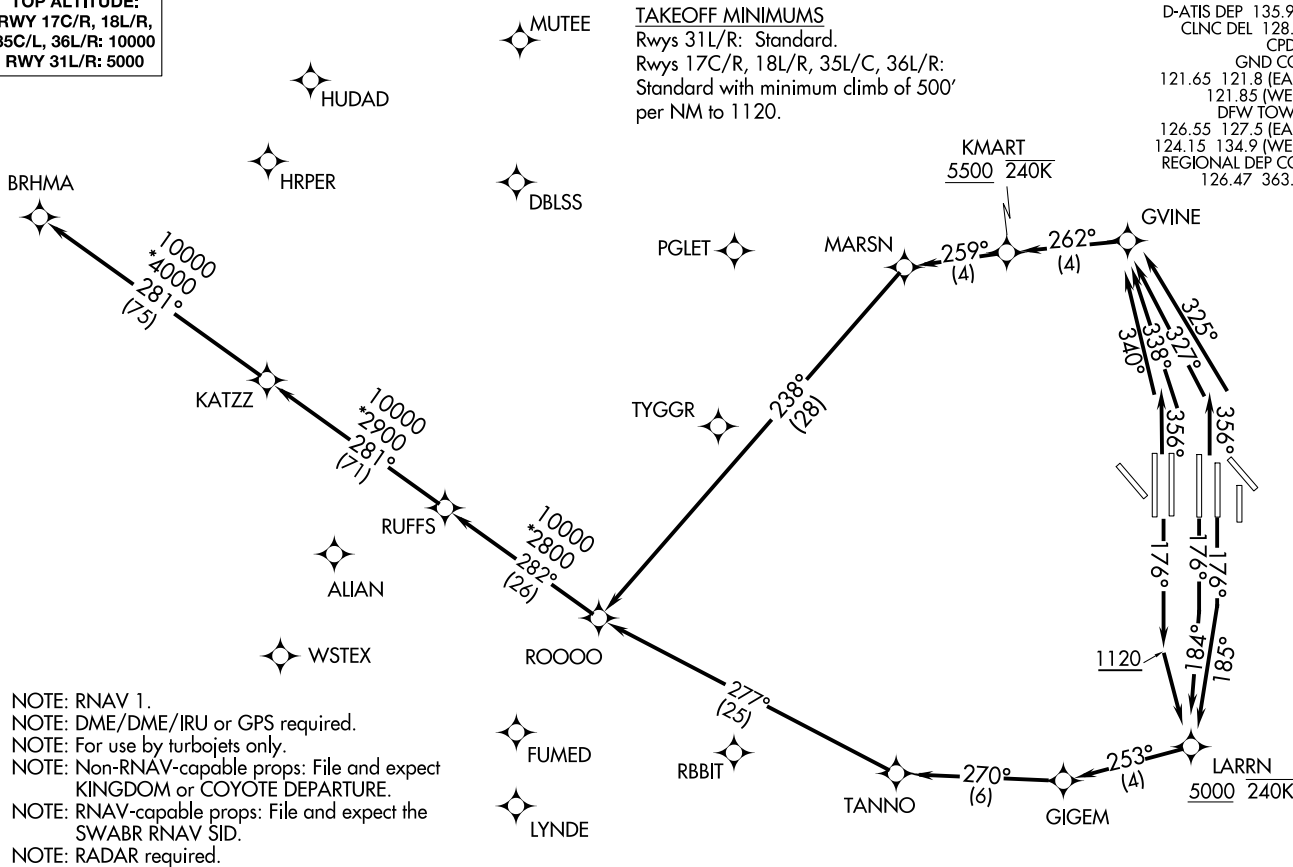 TOP ALTITUDE:
RWY 17C/R, 18L/R,
35C/L, 36L/R: 10000
RWY 31L/R: 5000
TAKEOFF MINIMUMS
Rwys 31L/R: Standard.
Rwys 17C/R, 18L/R, 35L/C, 36L/R:
Standard with minimum climb of 500'
per NM to 1120.
D-ATIS DEP 135.9
CLNC DEL 128.
CPD
GND CO
121.65 121.8 (EA
121.85 (WE
DFW TOW
126.55 127.5 (EA
124.15 134.9 (WE
REGIONAL DEP CO
126.47 363.
MUTEE
HUDAD
HRPER
DBLSS
BRHMA
KMART
5500 240K
GVINE
PGLET
MARSN
259°
(4)
262°
(4)
10000
*4000
281°
(75)
KATZZ
340°
338°
327°
325°
356°
356°
238°
(28)
TYGGR
10000
*2900
281°
(71)
RUFFS
10000
*2800
282°
(26)
ALIAN
WSTEX
ROOOO
176°
176°
176°
1120
184°
185°
277°
(25)
FUMED
RBBIT
LYNDE
TANNO
270°
(6)
GIGEM
253°
(4)
LARRN
5000 240K
NOTE: RNAV 1.
NOTE: DME/DME/IRU or GPS required.
NOTE: For use by turbojets only.
NOTE: Non-RNAV-capable props: File and expect
KINGDOM or COYOTE DEPARTURE.
NOTE: RNAV-capable props: File and expect the
SWABR RNAV SID.
NOTE: RADAR required.